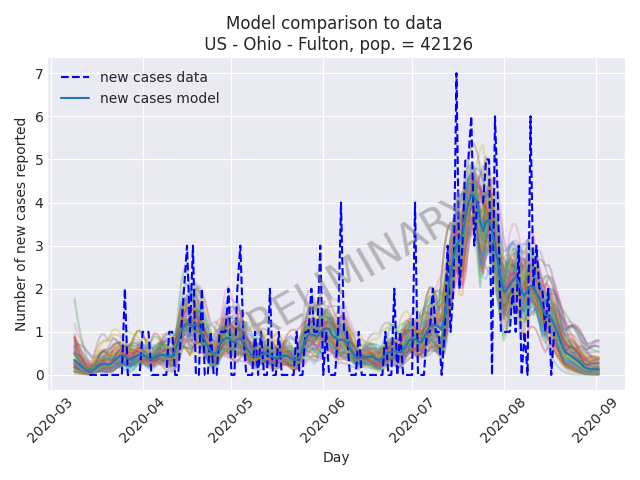 Model comparison to data
US - Ohio - Fulton, pop. = 42126
new cases data
new cases model
PRELIMINARY
Number of new cases reported
7
6
5
4
3
2
1
0
2020-03
2020-04
2020-05
2020-06
2020-07
2020-08
2020-09
Day